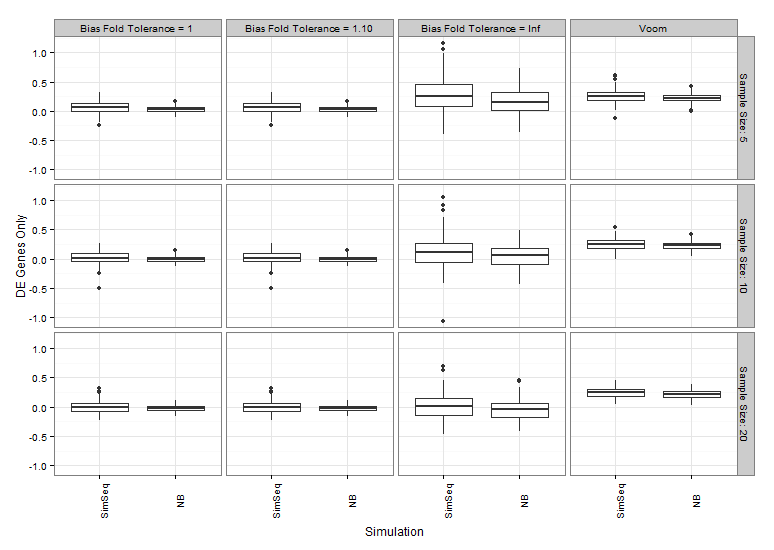 Bias Fold Tolerance = 1
Bias Fold Tolerance = 1.10
Bias Fold Tolerance = Inf
Voom
1.0
0.5
0.0
-0.5
-1.0
Sample Size: 5
1.0
0.5
0.0
-0.5
-1.0
Sample Size: 10
1.0
0.5
0.0
-0.5
-1.0
Sample Size: 20
DE Genes Only
SimSeq
NB
SimSeq
NB
SimSeq
NB
SimSeq
NB
Simulation